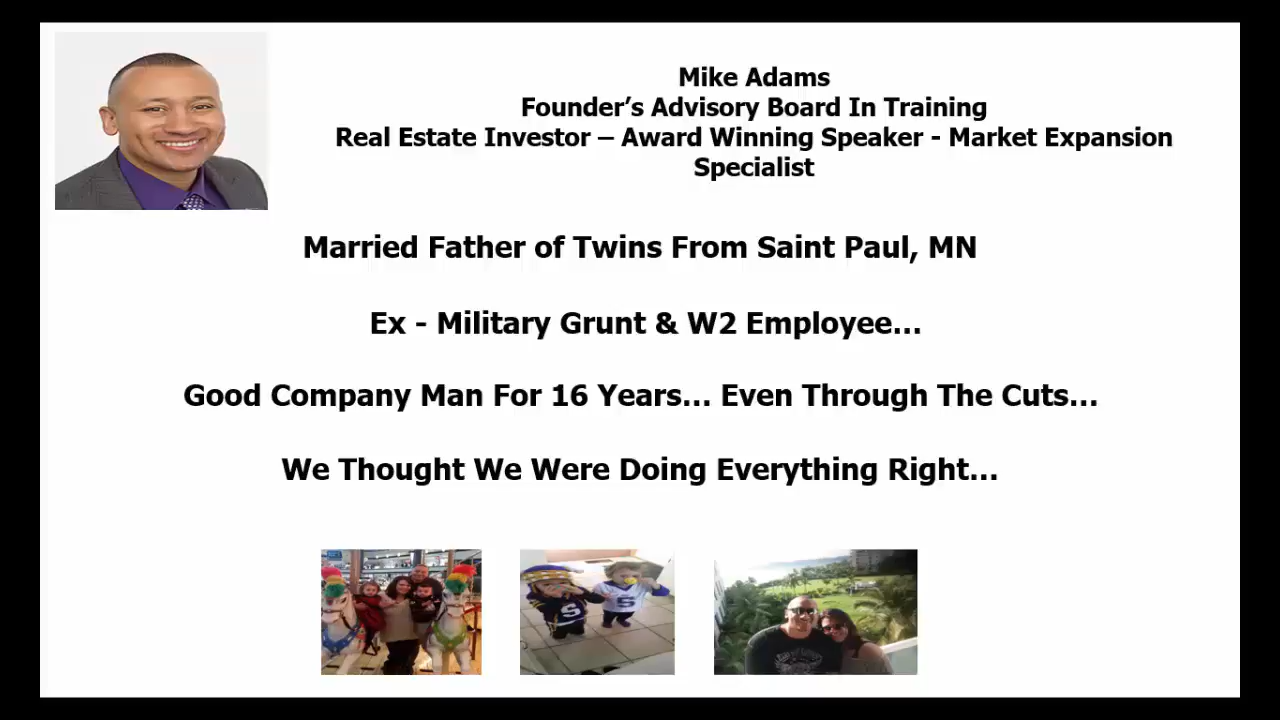 Mike Adams
Founder’s Advisory Board In Training
Real Estate Investor – Award Winning Speaker - Market Expansion
Specialist
Married Father of Twins From Saint Paul, MN
Ex - Military Grunt & W2 Employee...
Good Company Man For 16 Years... Even Through The Cuts...
We Thought We Were Doing Everything Right...
S
S